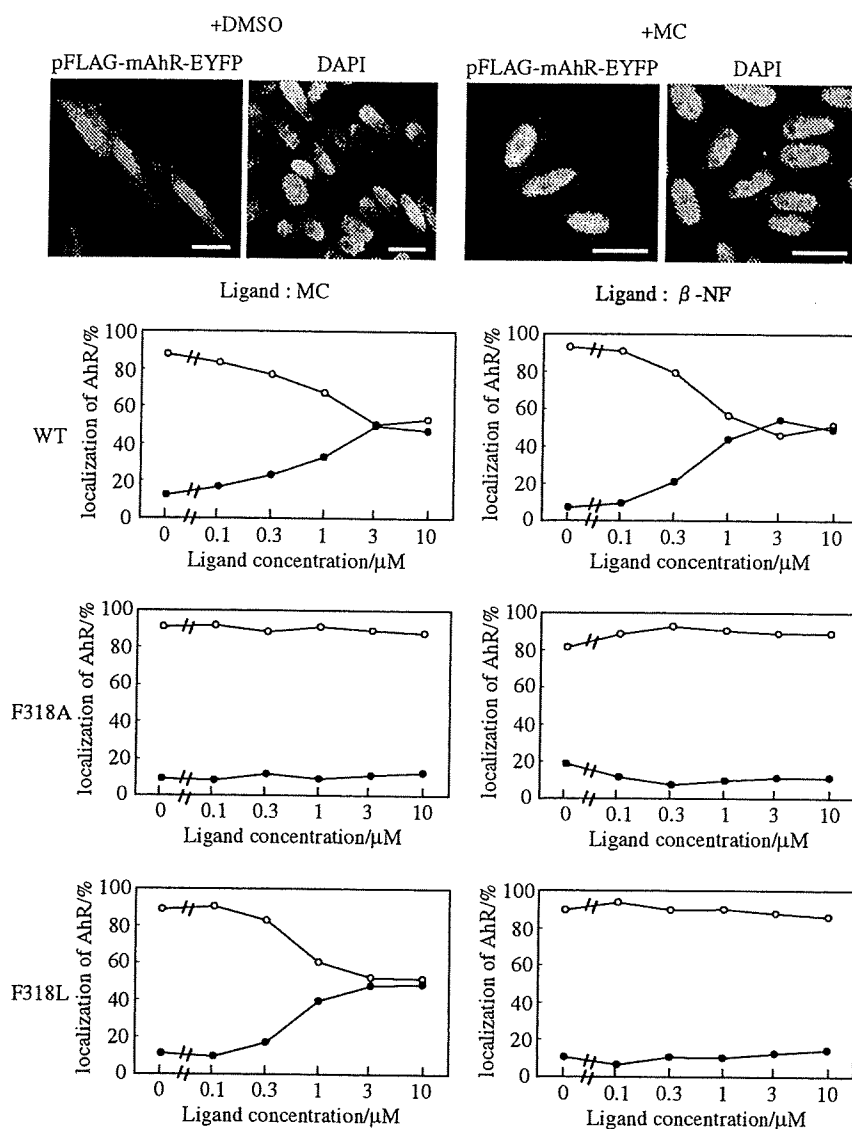 +DMSO
+MC
pFLAG-mAhR-EYFP
DAPI
pFLAG-mAhR-EYFP
DAPI
Ligand : MC
Ligand : β-NF
WT
localization of AhR/%
100
80
60
40
20
0
0 0.1 0.3 1 3 10
Ligand concentration/µM
localization of AhR/%
100
80
60
40
20
0
0 0.1 0.3 1 3 10
Ligand concentration/µM
F318A
localization of AhR/%
100
80
60
40
20
0
0 0.1 0.3 1 3 10
Ligand concentration/µM
localization of AhR/%
100
80
60
40
20
0
0 0.1 0.3 1 3 10
Ligand concentration/µM
F318L
localization of AhR/%
100
80
60
40
20
0
0 0.1 0.3 1 3 10
Ligand concentration/µM
localization of AhR/%
100
80
60
40
20
0
0 0.1 0.3 1 3 10
Ligand concentration/µM